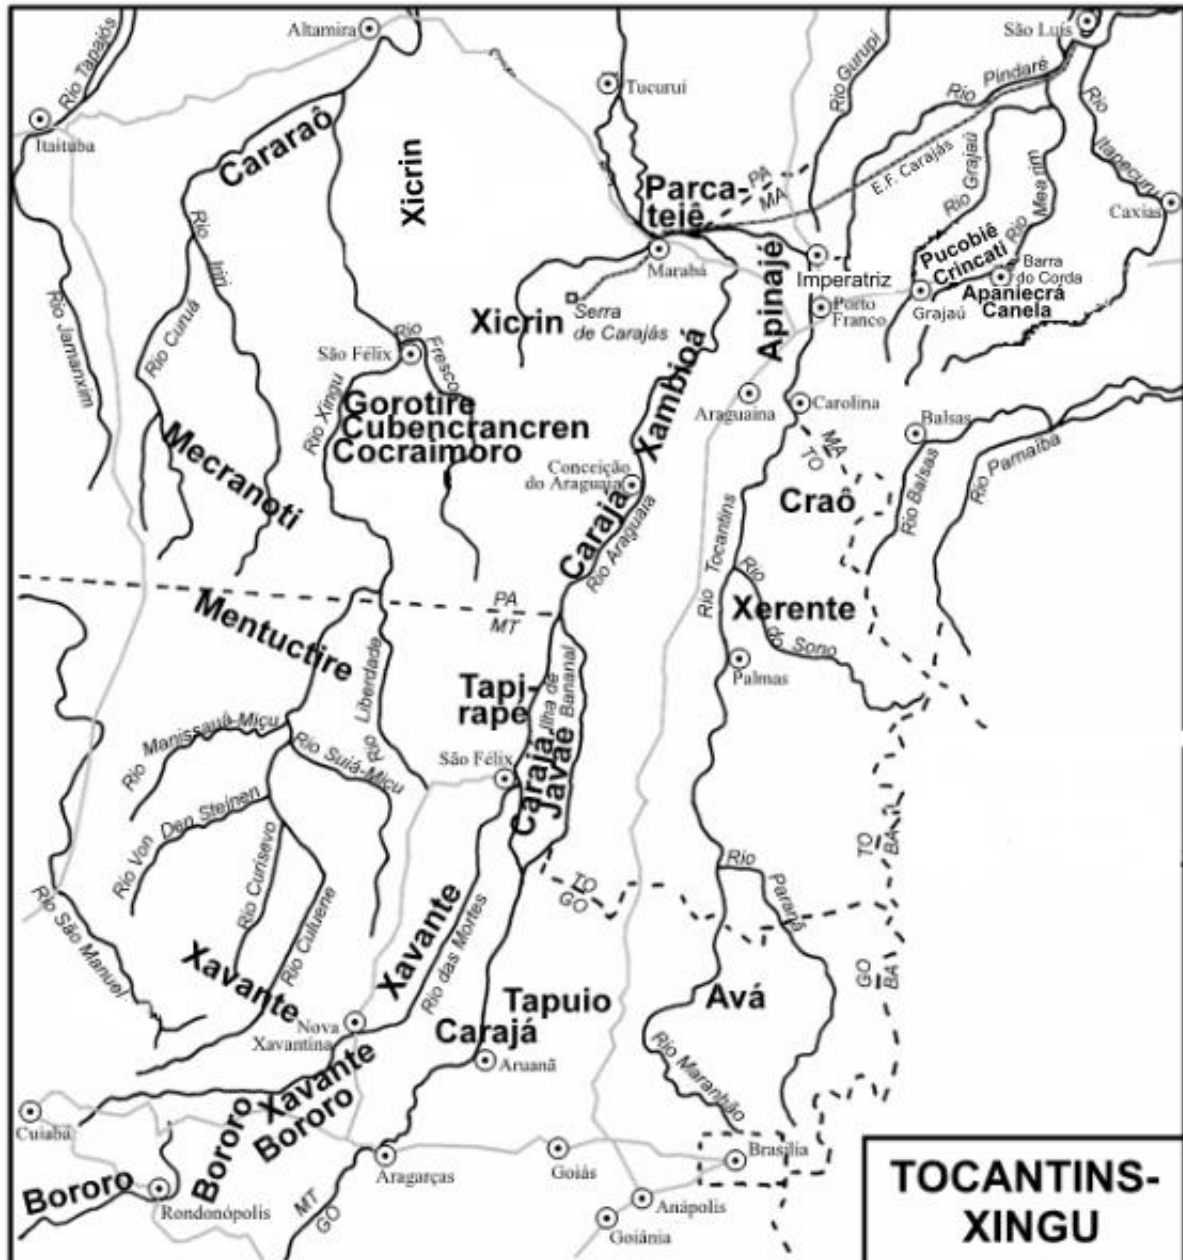 São Luís
Altamira
Rio Tapajós
Tucuruí
Rio Gurupí
Rio Pindaré
Itaituba
Cararaô
Xicrin
Parca-
teiê
PA
MA
E.F. Carajás
Rio Grajaú
Rio Mearim
Rio Itapecuru
Caxias
Rio Iriri
Marabá
Apinajé
Imperatriz
Pucobiê
Crincati
Barra
do Corda
Apaniecrá
Canela
Grajaú
Porto
Franco
Rio Jamanxim
Rio Curuá
Xicrin
Serra
de Carajás
São Félix
Rio Fresco
Rio Xingu
Gorotire
Cubencrancren
Cocraimoro
Xambioá
Araguaina
Carolina
Balsas
Mecranoti
Conceição
do Araguaia
MA
TO
Rio Balsas
Rio Parnaíba
Craô
Carajá
Rio Araguaia
Rio Tocantins
PA
MT
Rio do Sono
Xerente
Mentuctire
Palmas
Rio Liberdade
Tapi-
rapé
Ilha de
Bananal
Rio Manissauá-Miçu
Rio Suiá-Miçu
São Félix
Carajá
Javaé
Rio Von Den Steinen
Rio Curisevo
Rio Culuene
TO
BA
Rio Paranã
TO
GO
Rio São Manuel
Xavante
Rio das Mortes
Xavante
GO
BA
Tapuio
Avá
Nova
Xavantina
Carajá
Aruanã
Rio Maranhão
Xavante
Bororo
Bororo
Cuiabá
Bororo
Rondonópolis
Aragarças
Goiás
Brasília
MT
GO
Anápolis
Goiânia
TOCANTINS-
XINGU